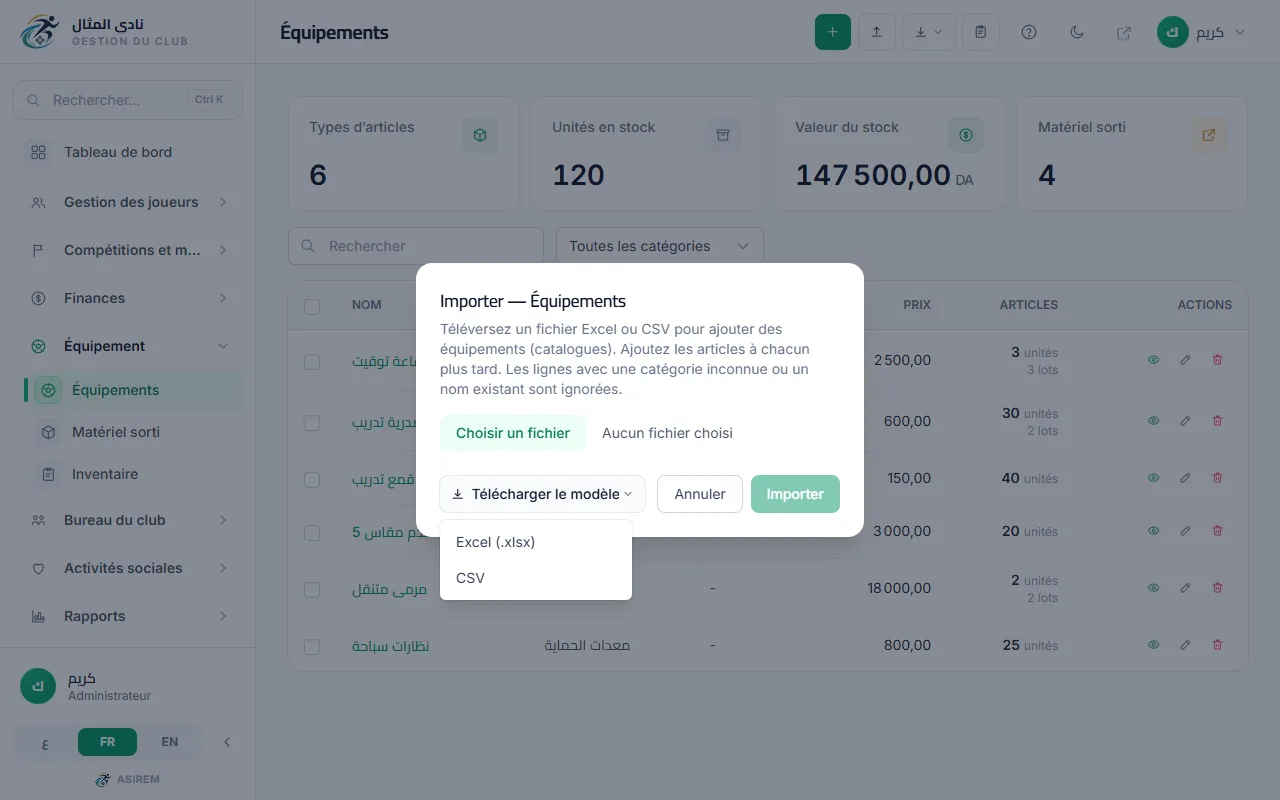 نادي المثال
GESTION DU CLUB
Rechercher...
Ctrl K
Tableau de bord
Gestion des joueurs
Compétitions et m...
Finances
Équipement
Équipements
Matériel sorti
Inventaire
Bureau du club
Activités sociales
Rapports
كريم
Administrateur
ع
FR
EN
ASIREM
Équipements
ك
كريم
Types d'articles
6
Unités en stock
120
Valeur du stock
147 500,00 DA
Matériel sorti
4
Rechercher
Toutes les catégories
NOM
PRIX
ARTICLES
ACTIONS
توقيت
2 500,00
3 unités
3 lots
تدريب
600,00
30 unités
2 lots
قمع تدريب
150,00
40 unités
مقاس 5
3 000,00
20 unités
مرمى متنقل
-
18 000,00
2 unités
2 lots
نظارات سباحة
معدات الحماية
-
800,00
25 unités
Importer — Équipements
Téléversez un fichier Excel ou CSV pour ajouter des
équipements (catalogues). Ajoutez les articles à chacun
plus tard. Les lignes avec une catégorie inconnue ou un
nom existant sont ignorées.
Choisir un fichier
Aucun fichier choisi
Télécharger le modèle
Annuler
Importer
Excel (.xlsx)
CSV